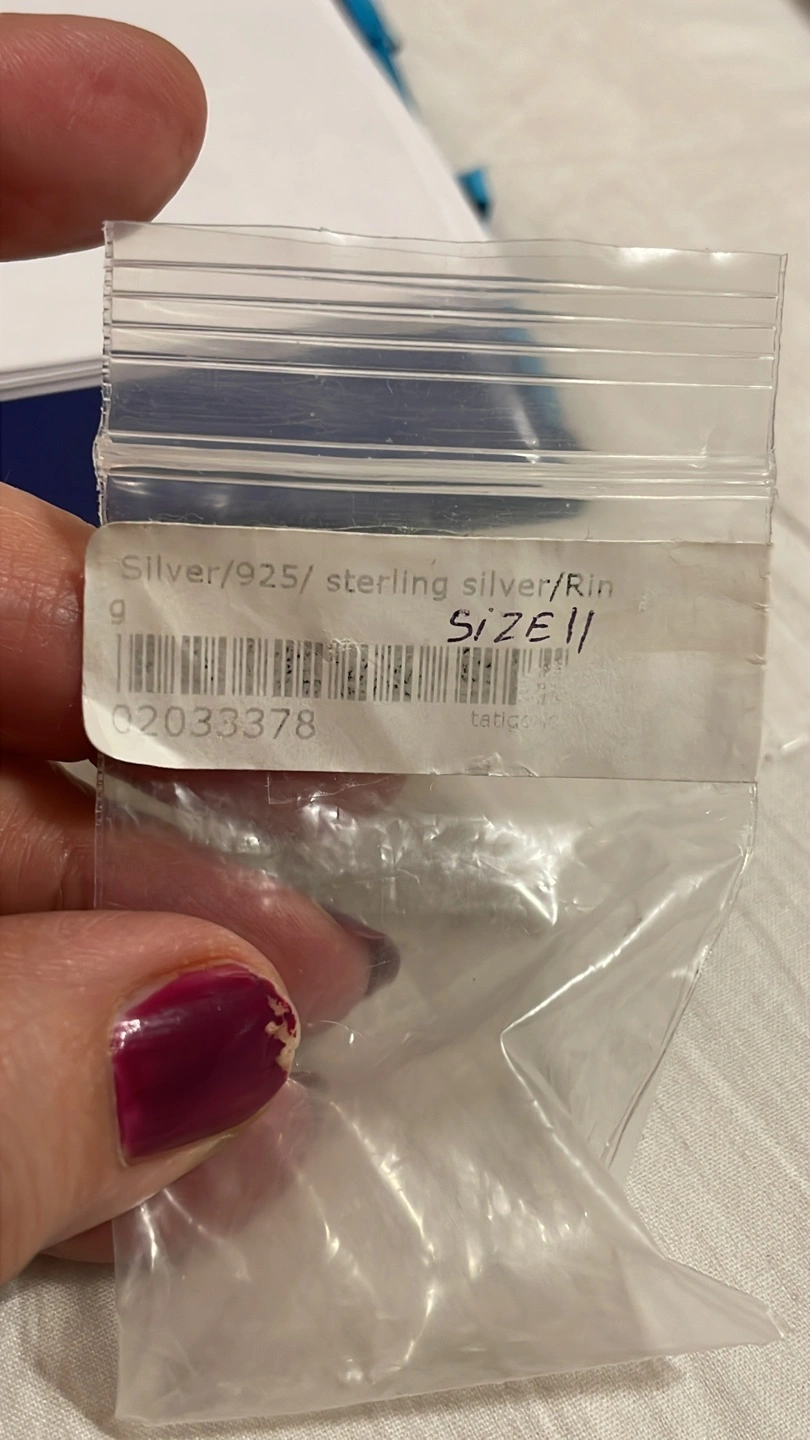 Silver/925/ sterling silver/Rin
g
SiZE 11
02033378